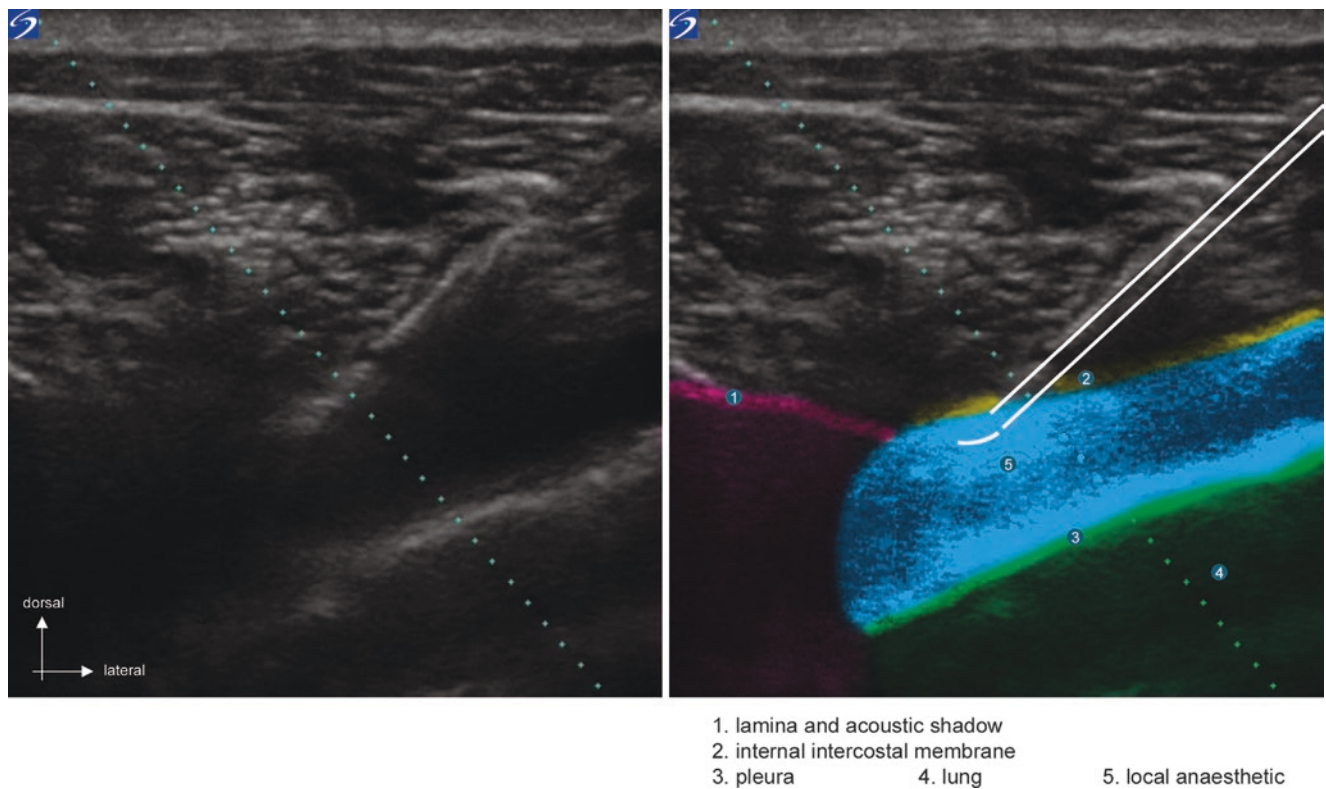 dorsal
lateral
1
2
5
3
4
1. lamina and acoustic shadow
2. internal intercostal membrane
3. pleura 4. lung 5. local anaesthetic